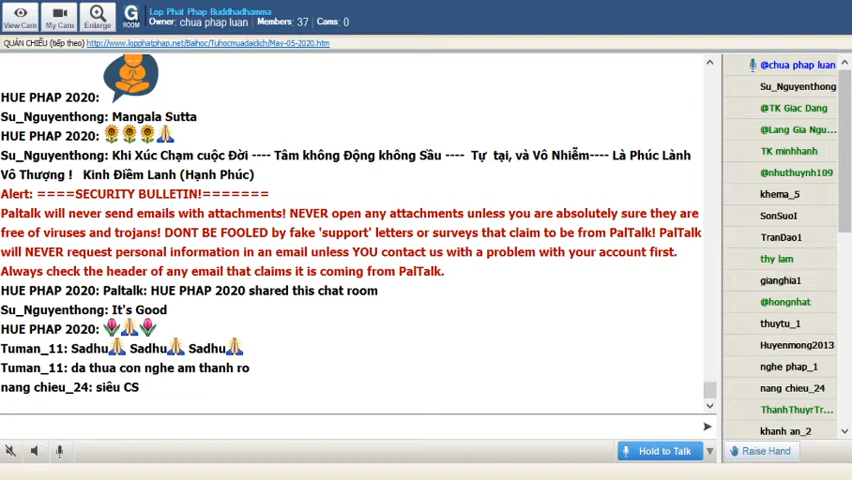 View Cam
My Cam
Enlarge
G
ROOM
Lop Phat Phap Buddhadhamma
Owner: chua phap luan Members: 37 Cams: 0
QUÁN CHIẾU (tiếp theo) http://www.lopphatphap.net/Baihoc/Tuhocmuadaidich/May-05-2020.htm
HUE PHAP 2020:
Su_Nguyenthong: Mangala Sutta
HUE PHAP 2020: 🌻🌻🌻🙏
Su_Nguyenthong: Khi Xúc Chạm cuộc Đời ---- Tâm không Động không Sầu ---- Tự tại, và Vô Nhiễm---- Là Phúc Lành
Vô Thượng ! Kinh Điềm Lanh (Hạnh Phúc)
Alert: ====SECURITY BULLETIN!=======
Paltalk will never send emails with attachments! NEVER open any attachments unless you are absolutely sure they are
free of viruses and trojans! DONT BE FOOLED by fake 'support' letters or surveys that claim to be from PalTalk! PalTalk
will NEVER request personal information in an email unless YOU contact us with a problem with your account first.
Always check the header of any email that claims it is coming from PalTalk.
HUE PHAP 2020: Paltalk: HUE PHAP 2020 shared this chat room
Su_Nguyenthong: It's Good
HUE PHAP 2020: 🌷🙏🌷
Tuman_11: Sadhu🙏 Sadhu🙏 Sadhu🙏
Tuman_11: da thua con nghe am thanh ro
nang chieu_24: siêu CS
Hold to Talk
@chua phap luan
Su_Nguyenthong
@TK Giac Dang
@Lang Gia Ngu...
TK minhhanh
@nhuthuynh109
khema_5
SonSuoI
TranDao1
thy lam
gianghia1
@hongnhat
thuytu_1
Huyenmong2013
nghe phap_1
nang chieu_24
ThanhThuyrTr...
khanh an_2
Raise Hand